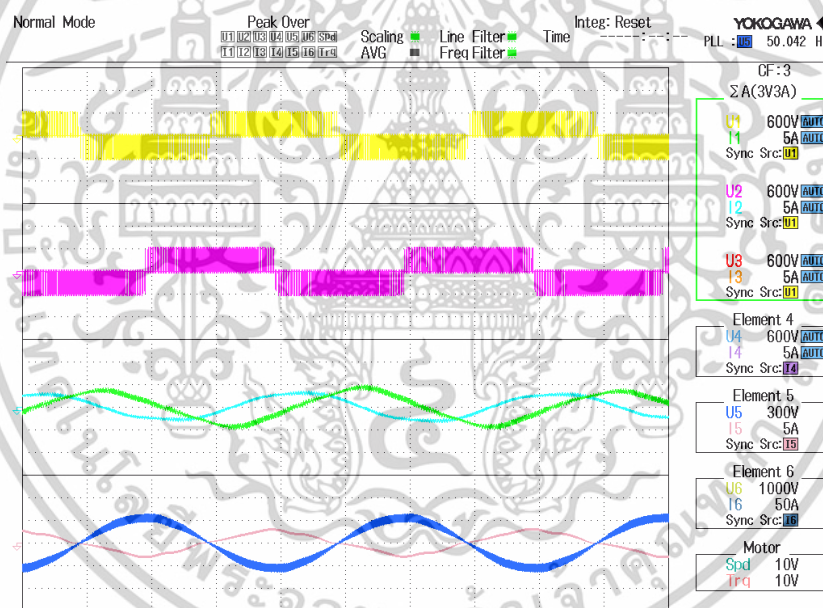 Normal Mode
Peak Over
U1 U2 U3 U4 U5 U6 Spd
I1 I2 I3 I4 I5 I6 Trq
Scaling
AVG
Line Filter
Freq Filter
Time
Integ: Reset
------:--:--
YOKOGAWA
PLL : U5 50.042 H
CF:3
ΣA(3V3A)
U1 600V AUTO
I1 5A AUTO
Sync Src: U1
U2 600V AUTO
I2 5A AUTO
Sync Src: U1
U3 600V AUTO
I3 5A AUTO
Sync Src: U1
Element 4
U4 600V AUTO
I4 5A AUTO
Sync Src: I4
Element 5
U5 300V
I5 5A
Sync Src: I5
Element 6
U6 1000V
I6 50A
Sync Src: I6
Motor
Spd 10V
Trq 10V